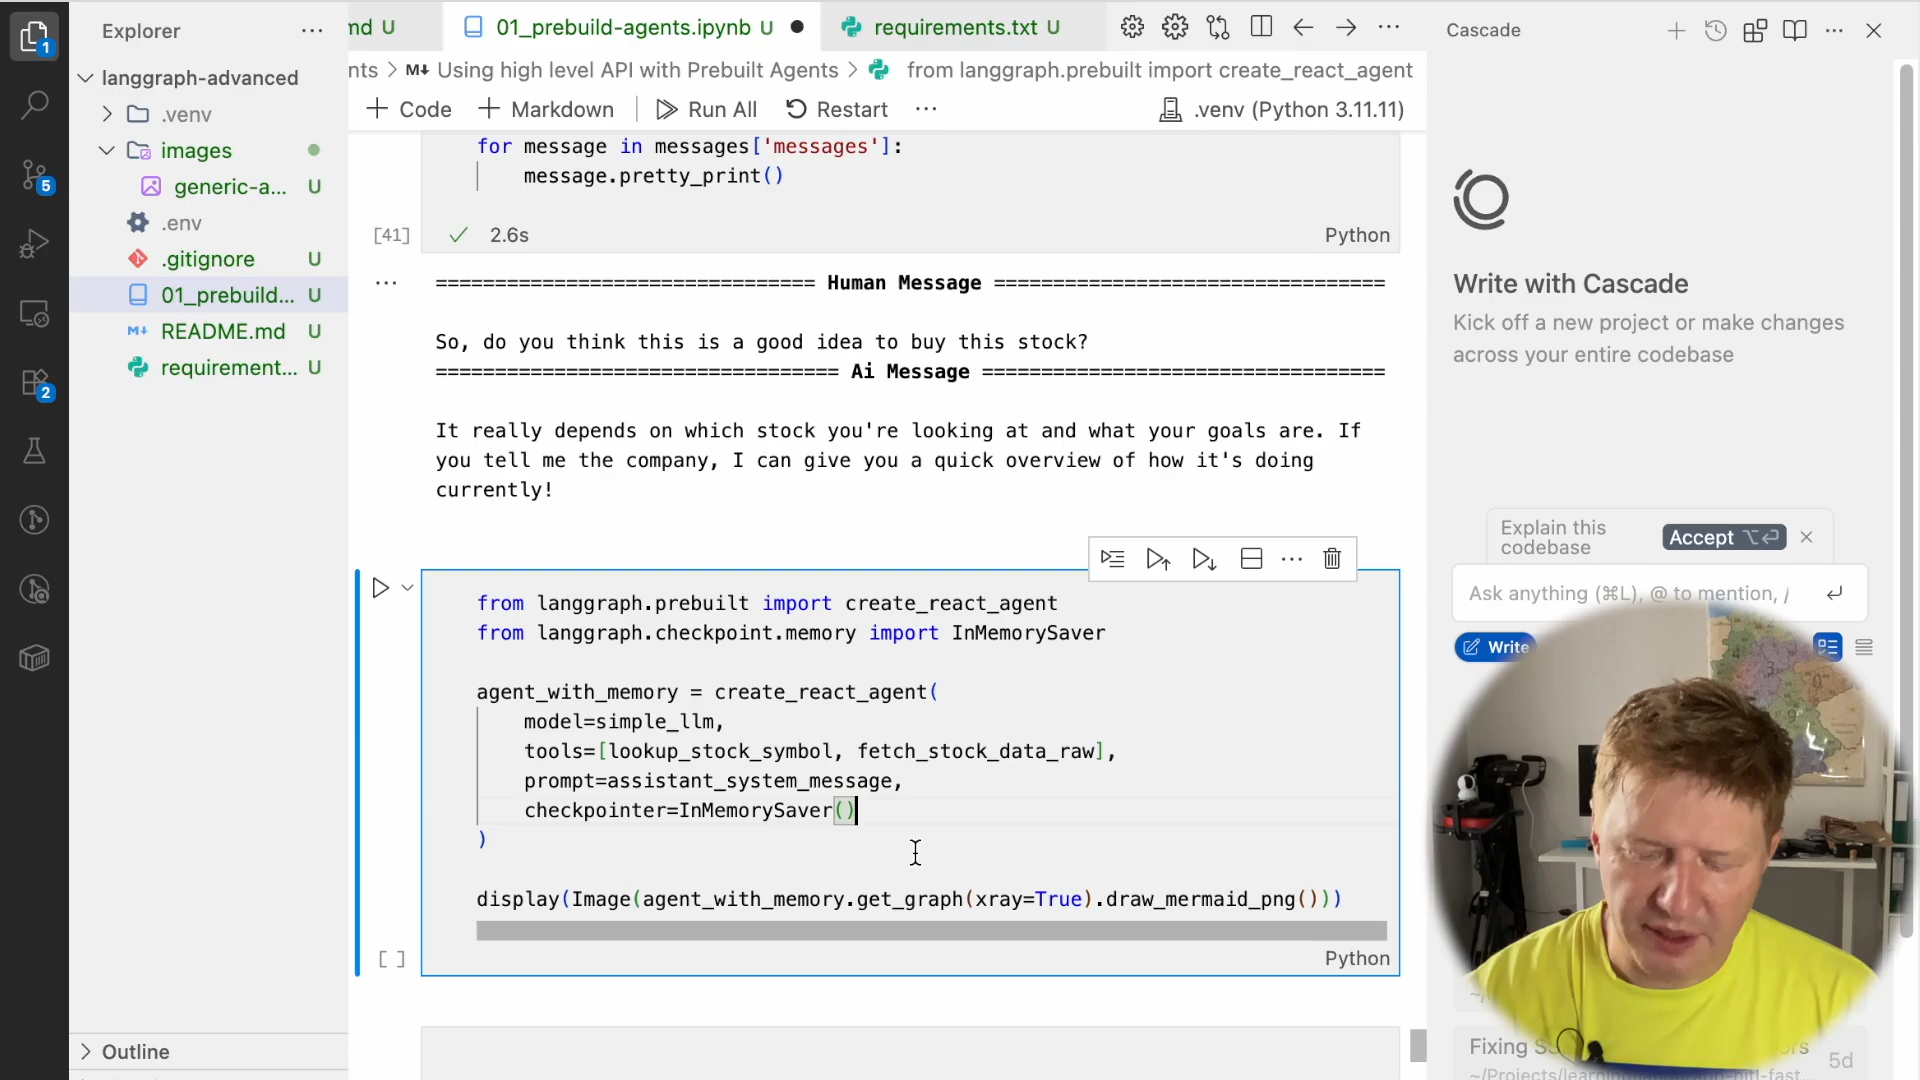 Explorer
md U
01_prebuild-agents.ipynb U
requirements.txt U
Cascade
1
langgraph-advanced
nts > M↓ Using high level API with Prebuilt Agents > from langgraph.prebuilt import create_react_agent
.venv
+ Code + Markdown Run All Restart ... .venv (Python 3.11.11)
images
generic-a... U
5
.env
.gitignore U
01_prebuild... U
README.md U
requirement... U
2
for message in messages['messages']:
message.pretty_print()
[41] 2.6s Python
================================ Human Message =================================
So, do you think this is a good idea to buy this stock?
================================== Ai Message ==================================
It really depends on which stock you're looking at and what your goals are. If
you tell me the company, I can give you a quick overview of how it's doing
currently!
from langgraph.prebuilt import create_react_agent
from langgraph.checkpoint.memory import InMemorySaver
agent_with_memory = create_react_agent(
model=simple_llm,
tools=[lookup_stock_symbol, fetch_stock_data_raw],
prompt=assistant_system_message,
checkpointer=InMemorySaver()
)
display(Image(agent_with_memory.get_graph(xray=True).draw_mermaid_png()))
[ ] Python
Outline
Write with Cascade
Kick off a new project or make changes
across your entire codebase
Explain this
codebase
Accept ⌥⏎
Ask anything (⌘L), @ to mention, /
Write
Fixing
5d